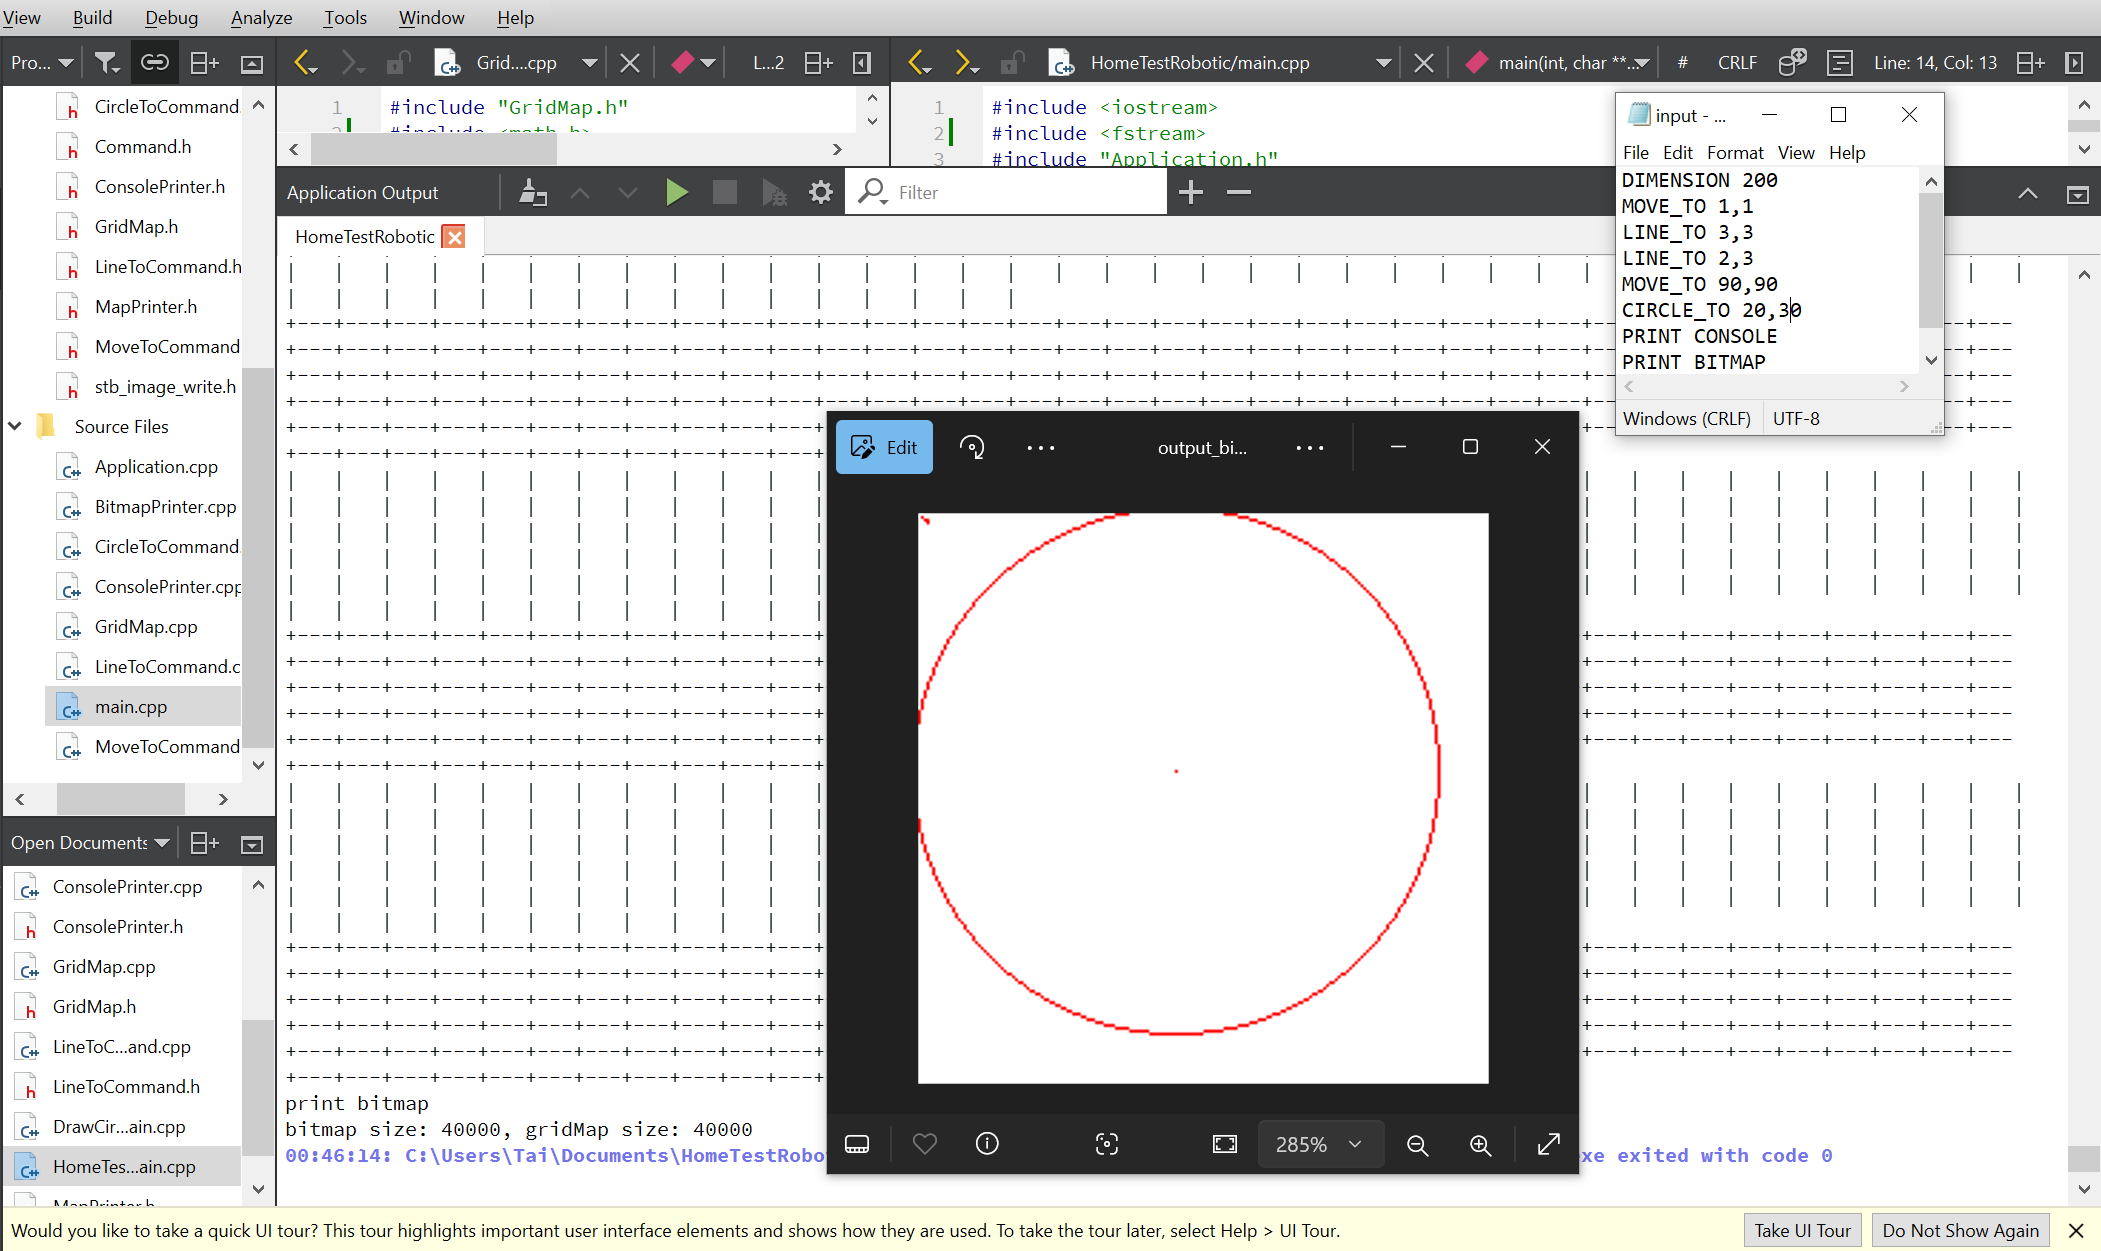 View Build Debug Analyze Tools Window Help
Pro...
Grid....cpp
L...2
HomeTestRobotic/main.cpp
main(int, char **...
# CRLF
Line: 14, Col: 13
CircleToCommand.
Command.h
ConsolePrinter.h
GridMap.h
LineToCommand.h
MapPrinter.h
MoveToCommand
stb_image_write.h
Source Files
Application.cpp
BitmapPrinter.cpp
CircleToCommand.
ConsolePrinter.cpp
GridMap.cpp
LineToCommand.c
main.cpp
MoveToCommand
Open Documents
ConsolePrinter.cpp
ConsolePrinter.h
GridMap.cpp
GridMap.h
LineToC...and.cpp
LineToCommand.h
DrawCir...ain.cpp
HomeTes...ain.cpp
MapPrinter.h
1 #include "GridMap.h"
2 #include <math.h>
1 #include <iostream>
2 #include <fstream>
3 #include "Application.h"
Application Output
Filter
HomeTestRobotic
print bitmap
bitmap size: 40000, gridMap size: 40000
00:46:14: C:\Users\Tai\Documents\HomeTestRobo
xe exited with code 0
input - ...
File Edit Format View Help
DIMENSION 200
MOVE_TO 1,1
LINE_TO 3,3
LINE_TO 2,3
MOVE_TO 90,90
CIRCLE_TO 20,30
PRINT CONSOLE
PRINT BITMAP
Windows (CRLF) UTF-8
Edit
output_bi...
285%
Would you like to take a quick UI tour? This tour highlights important user interface elements and shows how they are used. To take the tour later, select Help > UI Tour.
Take UI Tour
Do Not Show Again